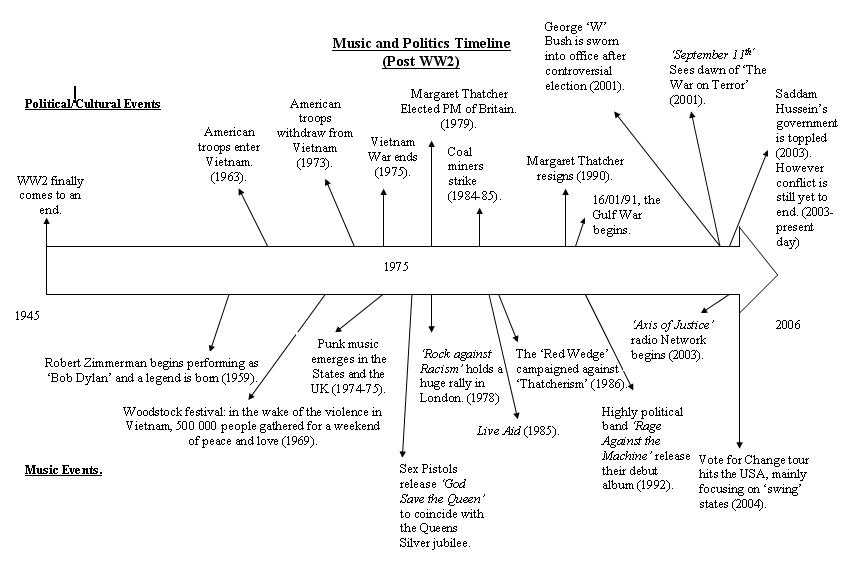 Music and Politics Timeline
(Post WW2)
Political/Cultural Events
WW2 finally
comes to an
end.
American
troops enter
Vietnam.
(1963).
American
troops
withdraw from
Vietnam
(1973).
Vietnam
War ends
(1975).
Margaret Thatcher
Elected PM of Britain.
(1979).
Coal
miners
strike
(1984-85).
Margaret Thatcher
resigns (1990).
16/01/91, the
Gulf War
begins.
George ‘W’
Bush is sworn
into office after
controversial
election (2001).
‘September 11th’
Sees dawn of ‘The
War on Terror’
(2001).
Saddam
Hussein’s
government
is toppled
(2003).
However
conflict is
still yet to
end. (2003-
present
day)
1975
1945
2006
Robert Zimmerman begins performing as
‘Bob Dylan’ and a legend is born (1959).
Woodstock festival: in the wake of the violence in
Vietnam, 500 000 people gathered for a weekend
of peace and love (1969).
Punk music
emerges in the
States and the
UK (1974-75).
Sex Pistols
release ‘God
Save the Queen’
to coincide with
the Queens
Silver jubilee.
‘Rock against
Racism’ holds a
huge rally in
London. (1978)
Live Aid (1985).
The ‘Red Wedge’
campaigned against
‘Thatcherism’ (1986).
Highly political
band ‘Rage
Against the
Machine’ release
their debut
album (1992).
‘Axis of Justice’
radio Network
begins (2003).
Vote for Change tour
hits the USA, mainly
focusing on ‘swing’
states (2004).
Music Events.